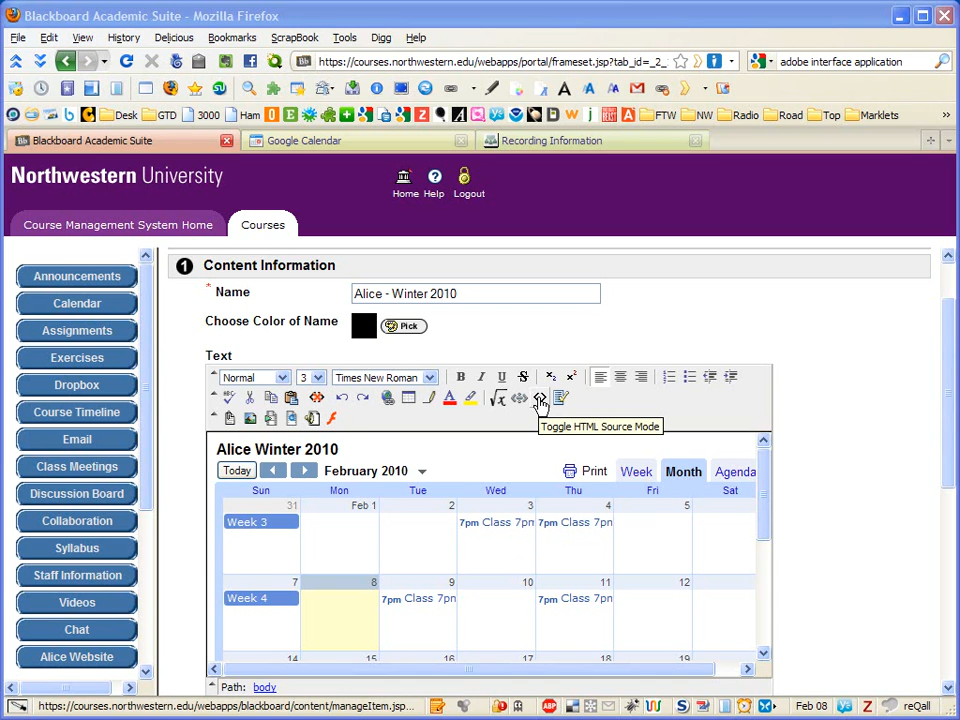 Blackboard Academic Suite - Mozilla Firefox
File Edit View History Delicious Bookmarks ScrapBook Tools Digg Help
https://courses.northwestern.edu/webapps/portal/frameset.jsp?tab_id=_2_ adobe interface application
Desk GTD 3000 Ham FTW NW Radio Road Top Marklets
Blackboard Academic Suite Google Calendar Recording Information
Northwestern University
Home Help Logout
Course Management System Home Courses
Announcements
Calendar
Assignments
Exercises
Dropbox
Course Timeline
Email
Class Meetings
Discussion Board
Collaboration
Syllabus
Staff Information
Videos
Chat
Alice Website
1 Content Information
* Name Alice - Winter 2010
Choose Color of Name Pick
Text
Normal 3 Times New Roman B I U S
Toggle HTML Source Mode
Alice Winter 2010
Today February 2010 Print Week Month Agenda
Sun Mon Tue Wed Thu Fri Sat
31 Feb 1 2 3 4 5
Week 3 7pm Class 7pn 7pm Class 7pn
7 8 9 10 11 12
Week 4 7pm Class 7pn 7pm Class 7pn
14 15 16 17 18 19
Path: body
https://courses.northwestern.edu/webapps/blackboard/content/manageItem.jsp... ABP Feb 08 reQall